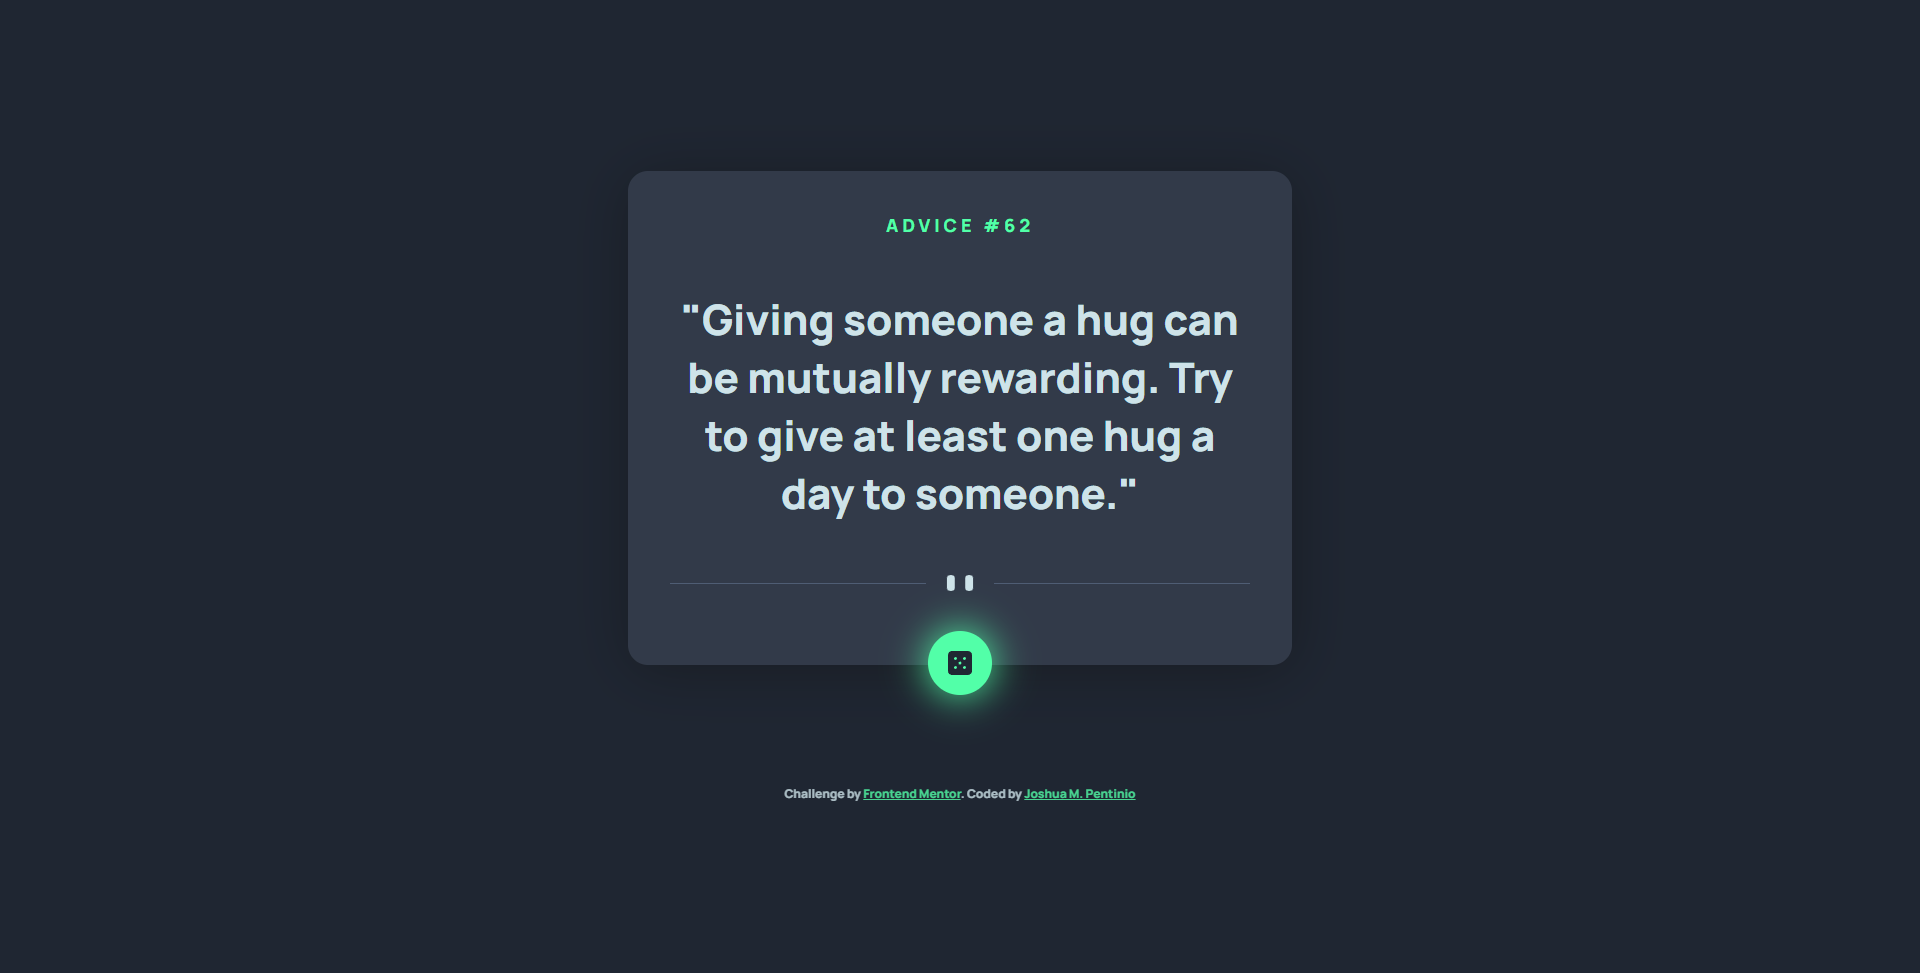 ADVICE #62
"Giving someone a hug can
be mutually rewarding. Try
to give at least one hug a
day to someone."
Challenge by Frontend Mentor. Coded by Joshua M. Pentinio